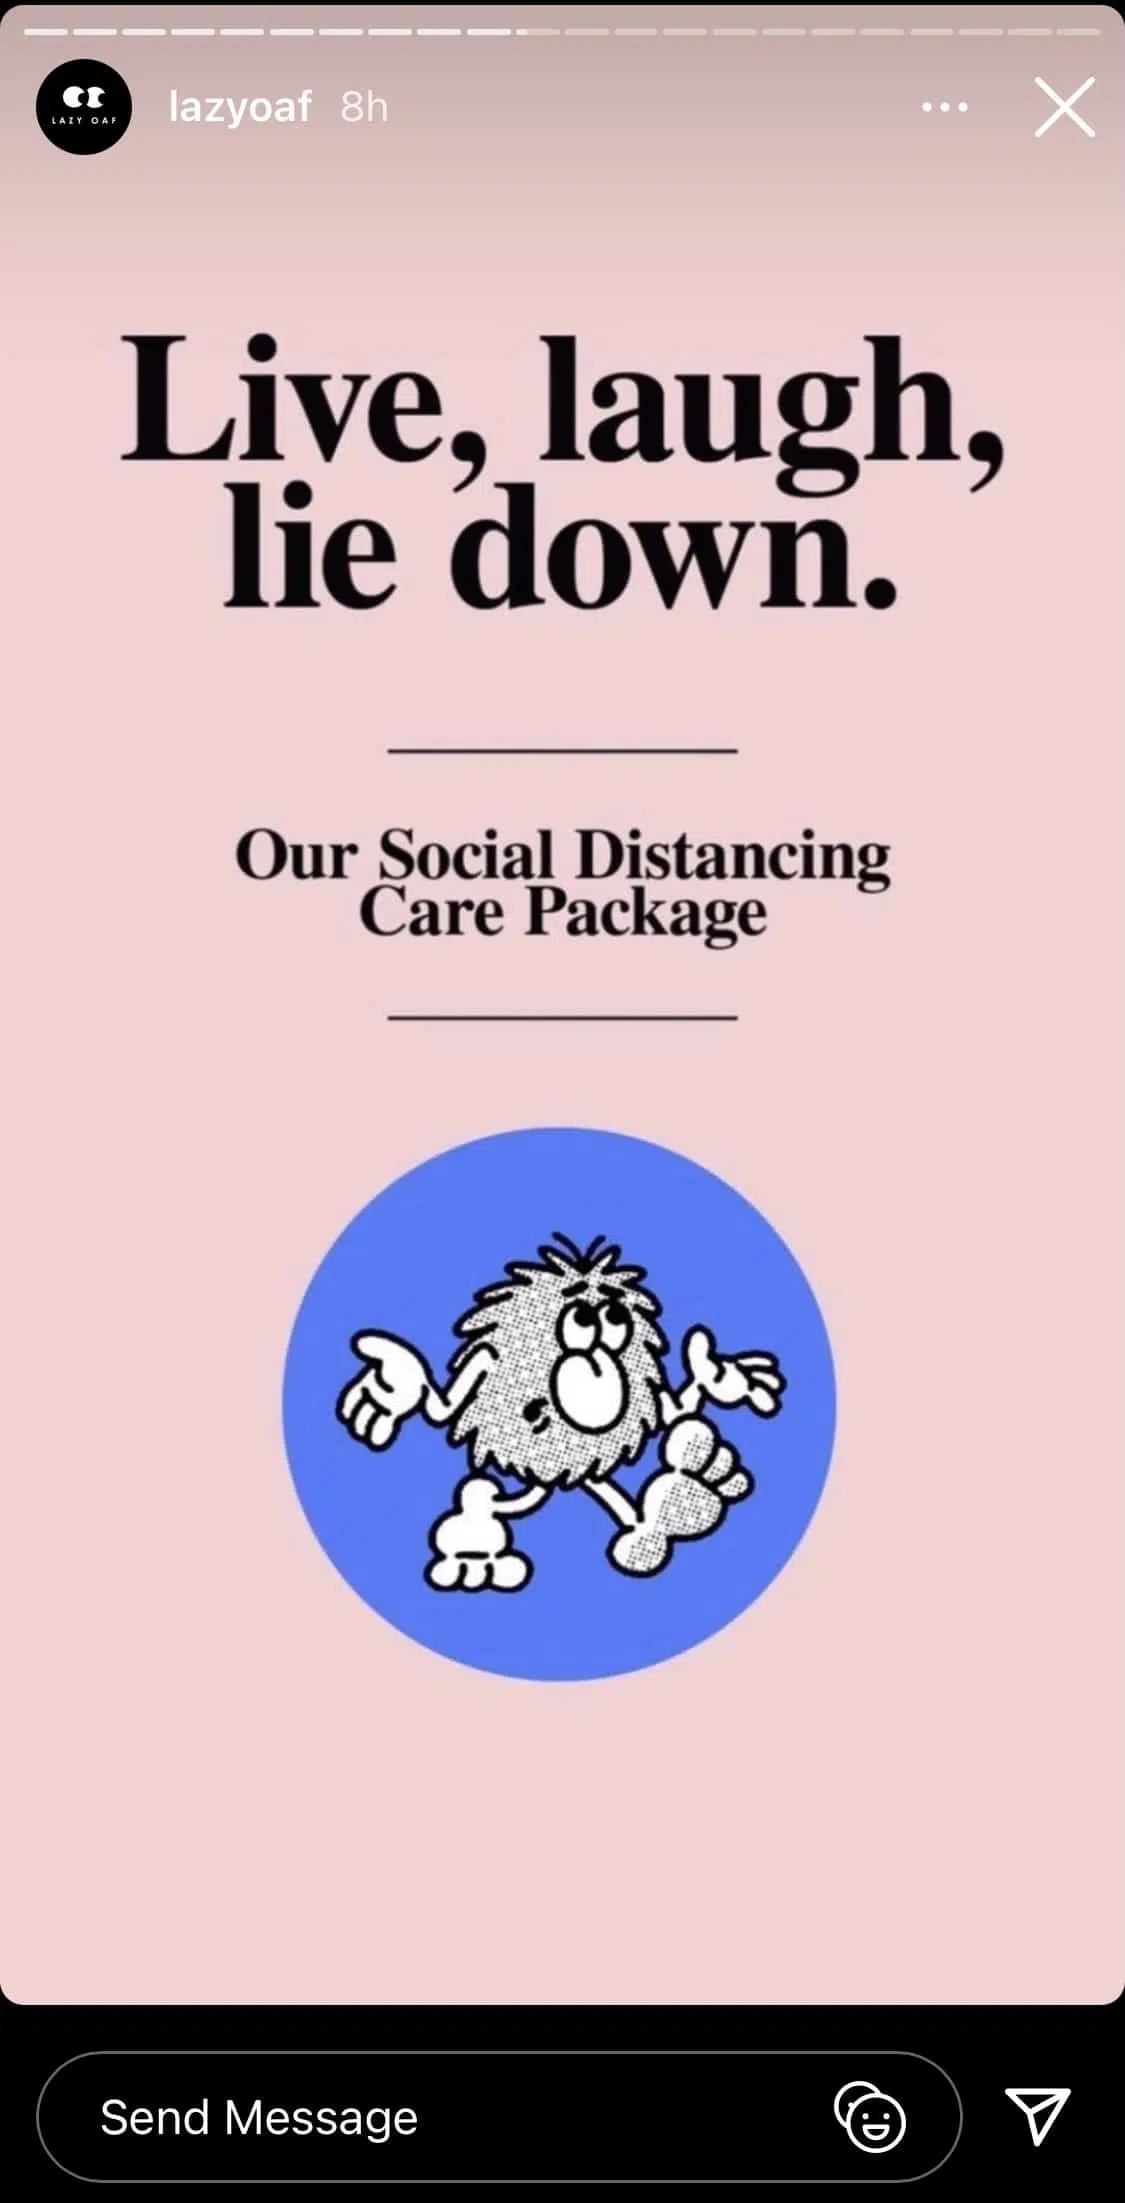 lazyoaf 8h
LAZY OAF
Live, laugh,
lie down.
Our Social Distancing
Care Package
Send Message